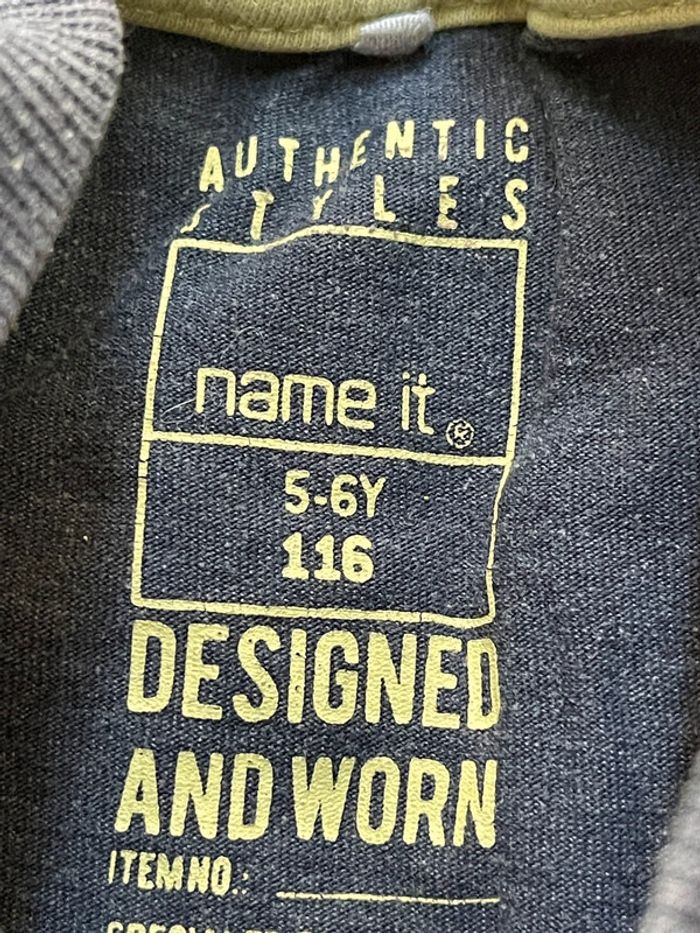 AUTHENTIC
STYLES
name it ®
5-6Y
116
DESIGNED
AND WORN
ITEMNO.: